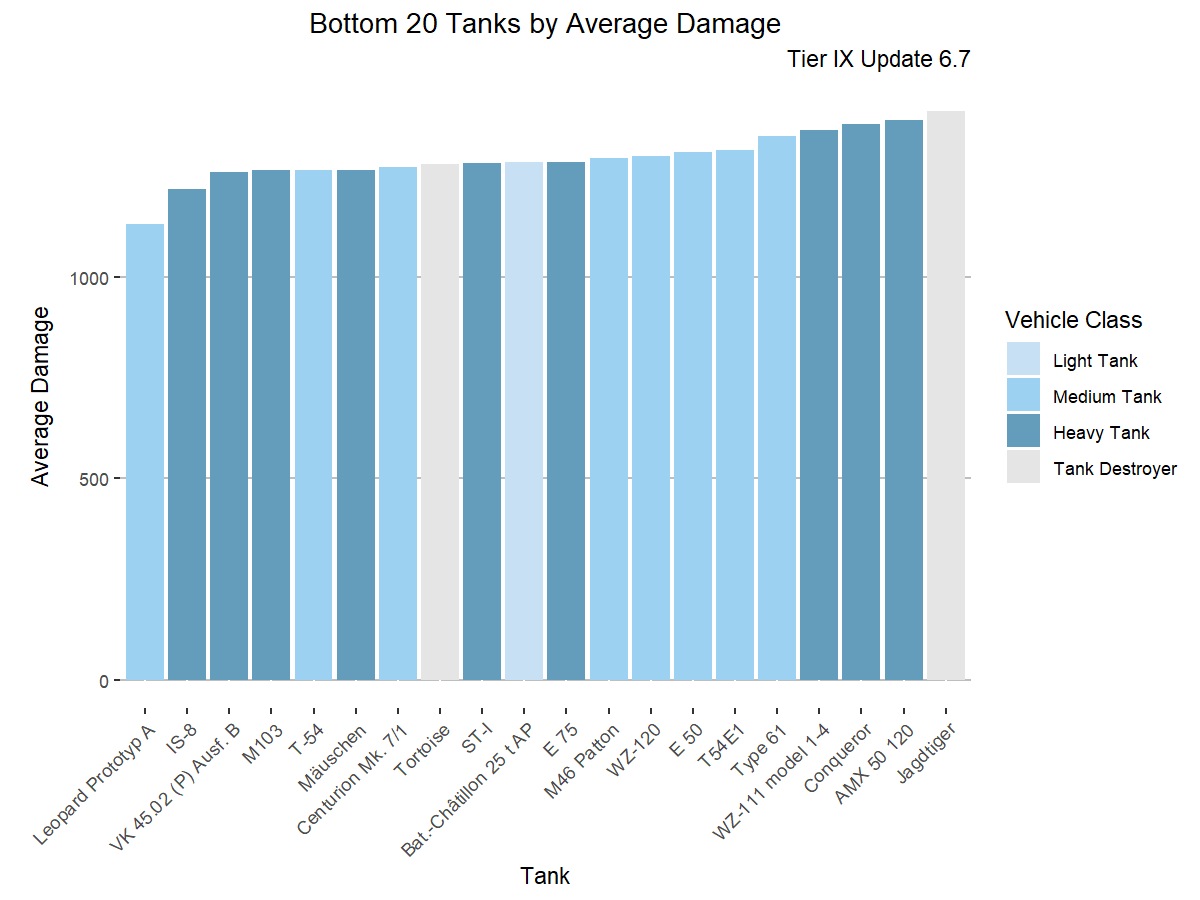 Bottom 20 Tanks by Average Damage
Tier IX Update 6.7
Average Damage
1000
500
0
Leopard Prototyp A
IS-8
VK 45.02 (P) Ausf. B
M103
T-54
Mäuschen
Centurion Mk. 7/1
Tortoise
ST-I
Bat.-Châtillon 25 t AP
E 75
M46 Patton
WZ-120
E 50
T54E1
Type 61
WZ-111 model 1-4
Conqueror
AMX 50 120
Jagdtiger
Tank
Vehicle Class
Light Tank
Medium Tank
Heavy Tank
Tank Destroyer